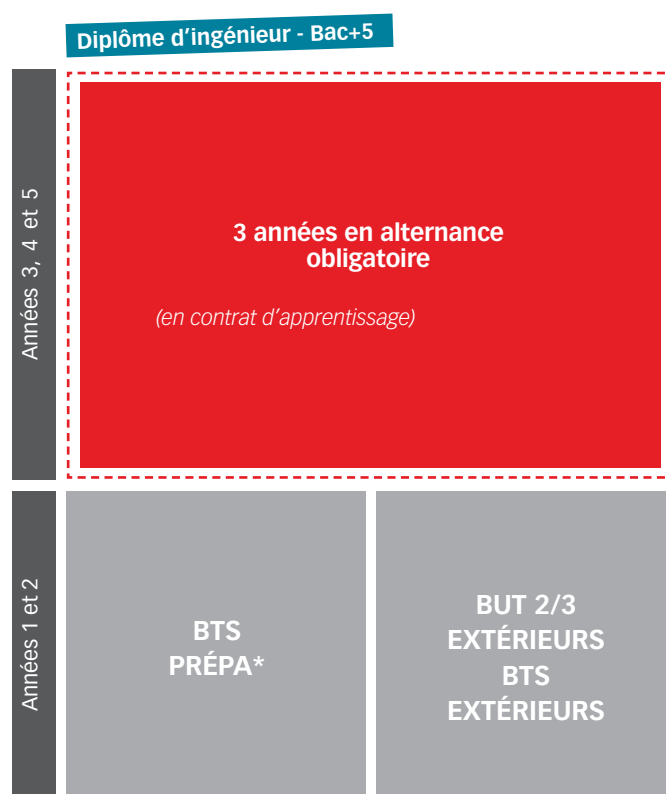 Diplôme d'ingénieur - Bac+5
Années 3, 4 et 5
3 années en alternance
obligatoire
(en contrat d'apprentissage)
Années 1 et 2
BTS
PRÉPA*
BUT 2/3
EXTÉRIEURS
BTS
EXTÉRIEURS